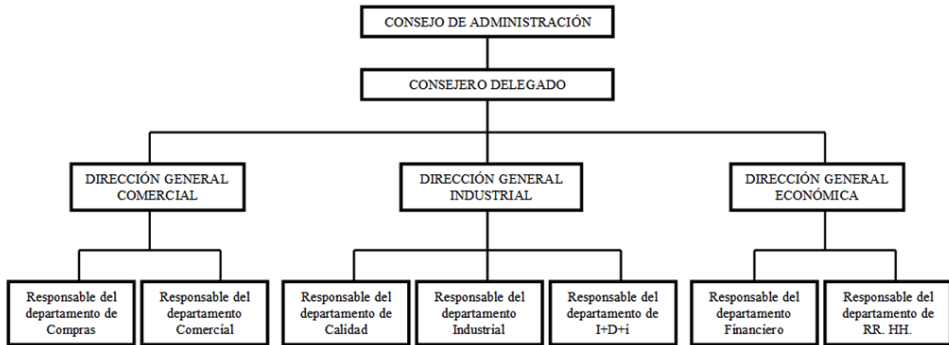 CONSEJO DE ADMINISTRACIÓN
CONSEJERO DELEGADO
DIRECCIÓN GENERAL
COMERCIAL
DIRECCIÓN GENERAL
INDUSTRIAL
DIRECCIÓN GENERAL
ECONÓMICA
Responsable del
departamento de
Compras
Responsable del
departamento
Comercial
Responsable del
departamento de
Calidad
Responsable del
departamento
Industrial
Responsable del
departamento de
I+D+i
Responsable del
departamento
Financiero
Responsable del
departamento de
RR. HH.